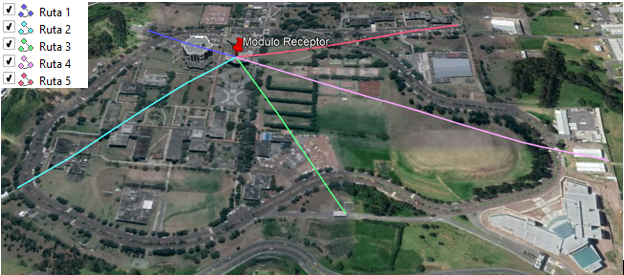 Ruta 1
Ruta 2
Ruta 3
Ruta 4
Ruta 5
Modulo Receptor